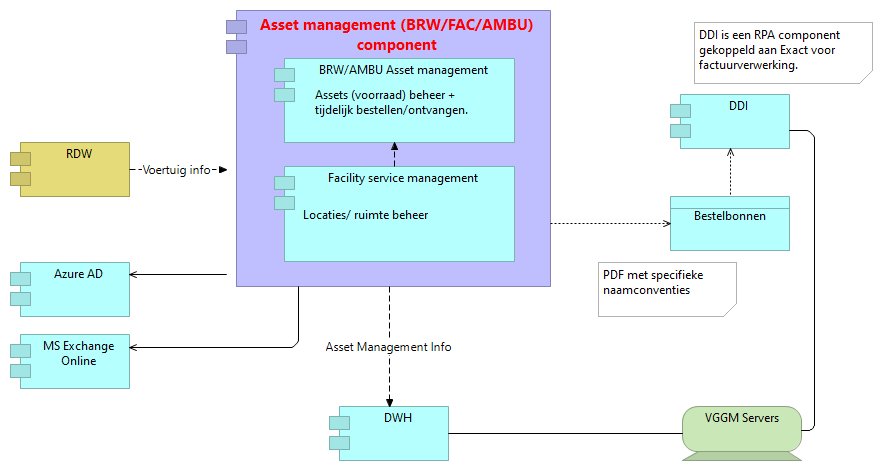 Asset management (BRW/FAC/AMBU)
component
BRW/AMBU Asset management
Assets (voorraad) beheer +
tijdelijk bestellen/ontvangen.
Facility service management
Locaties/ ruimte beheer
DDI is een RPA component
gekoppeld aan Exact voor
factuurverwerking.
DDI
RDW
Voertuig info
Bestelbonnen
PDF met specifieke
naamconventies
Azure AD
MS Exchange
Online
Asset Management Info
DWH
VGGM Servers